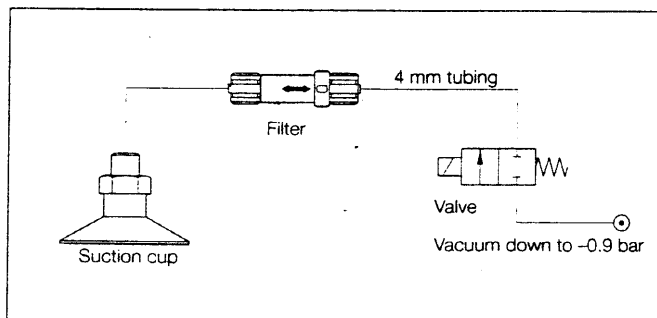 4 mm tubing
Filter
Valve
Vacuum down to –0.9 bar
Suction cup